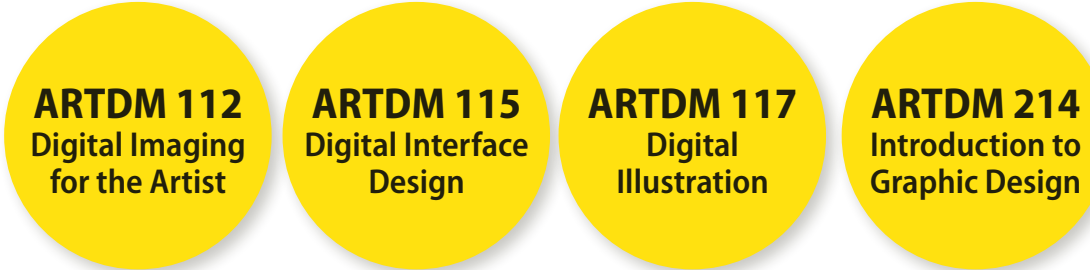 ARTDM 112
Digital Imaging
for the Artist
ARTDM 115
Digital Interface
Design
ARTDM 117
Digital
Illustration
ARTDM 214
Introduction to
Graphic Design